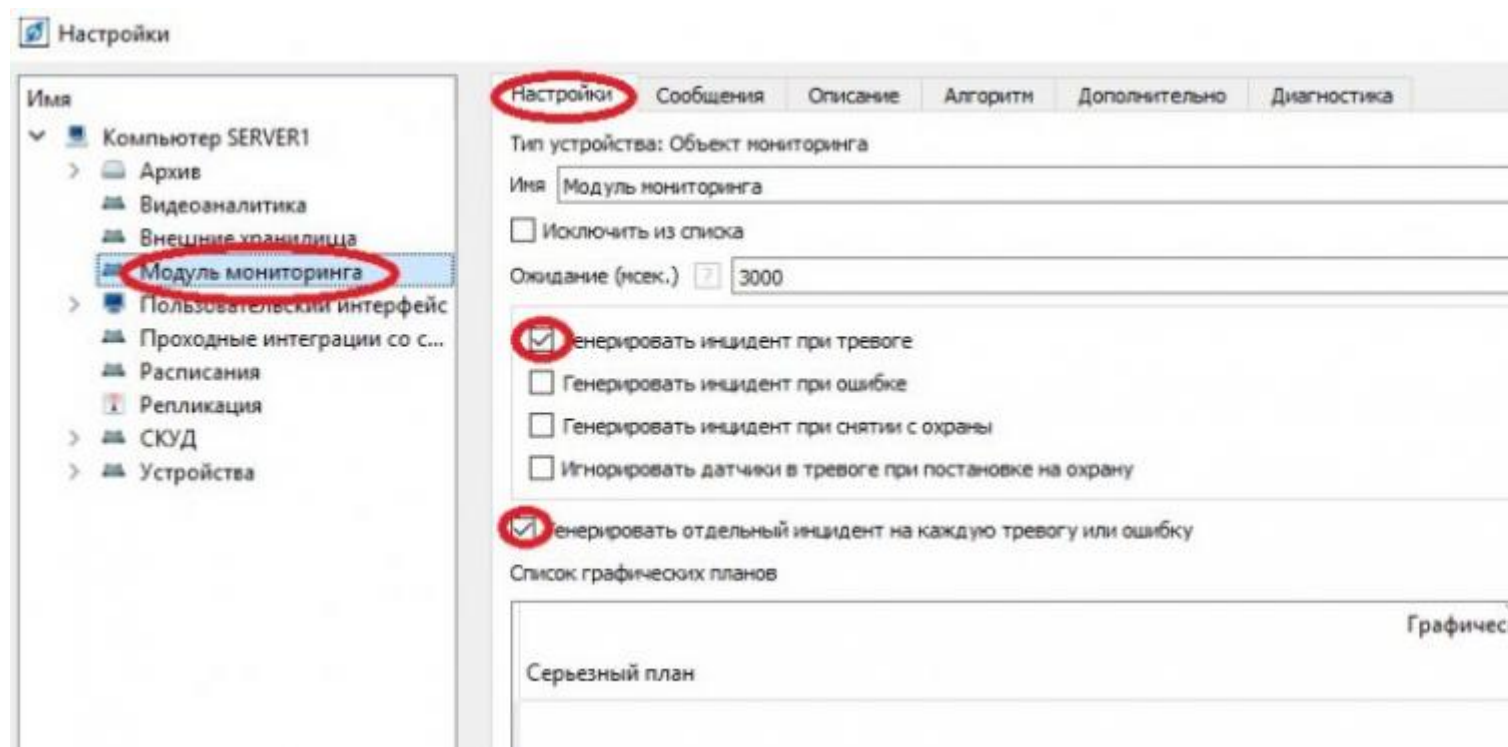 Настройки
Имя
Компьютер SERVER1
Архив
Видеоаналитика
Внешние хранилища
Модуль мониторинга
Пользовательский интерфейс
Проходные интеграции со с...
Расписания
Репликация
СКУД
Устройства
Настройки Сообщения Описание Алгоритм Дополнительно Диагностика
Тип устройства: Объект мониторинга
Имя Модуль мониторинга
Исключить из списка
Ожидание (мсек.) ? 3000
Генерировать инцидент при тревоге
Генерировать инцидент при ошибке
Генерировать инцидент при снятии с охраны
Игнорировать датчики в тревоге при постановке на охрану
Генерировать отдельный инцидент на каждую тревогу или ошибку
Список графических планов
Графичес
Серьезный план